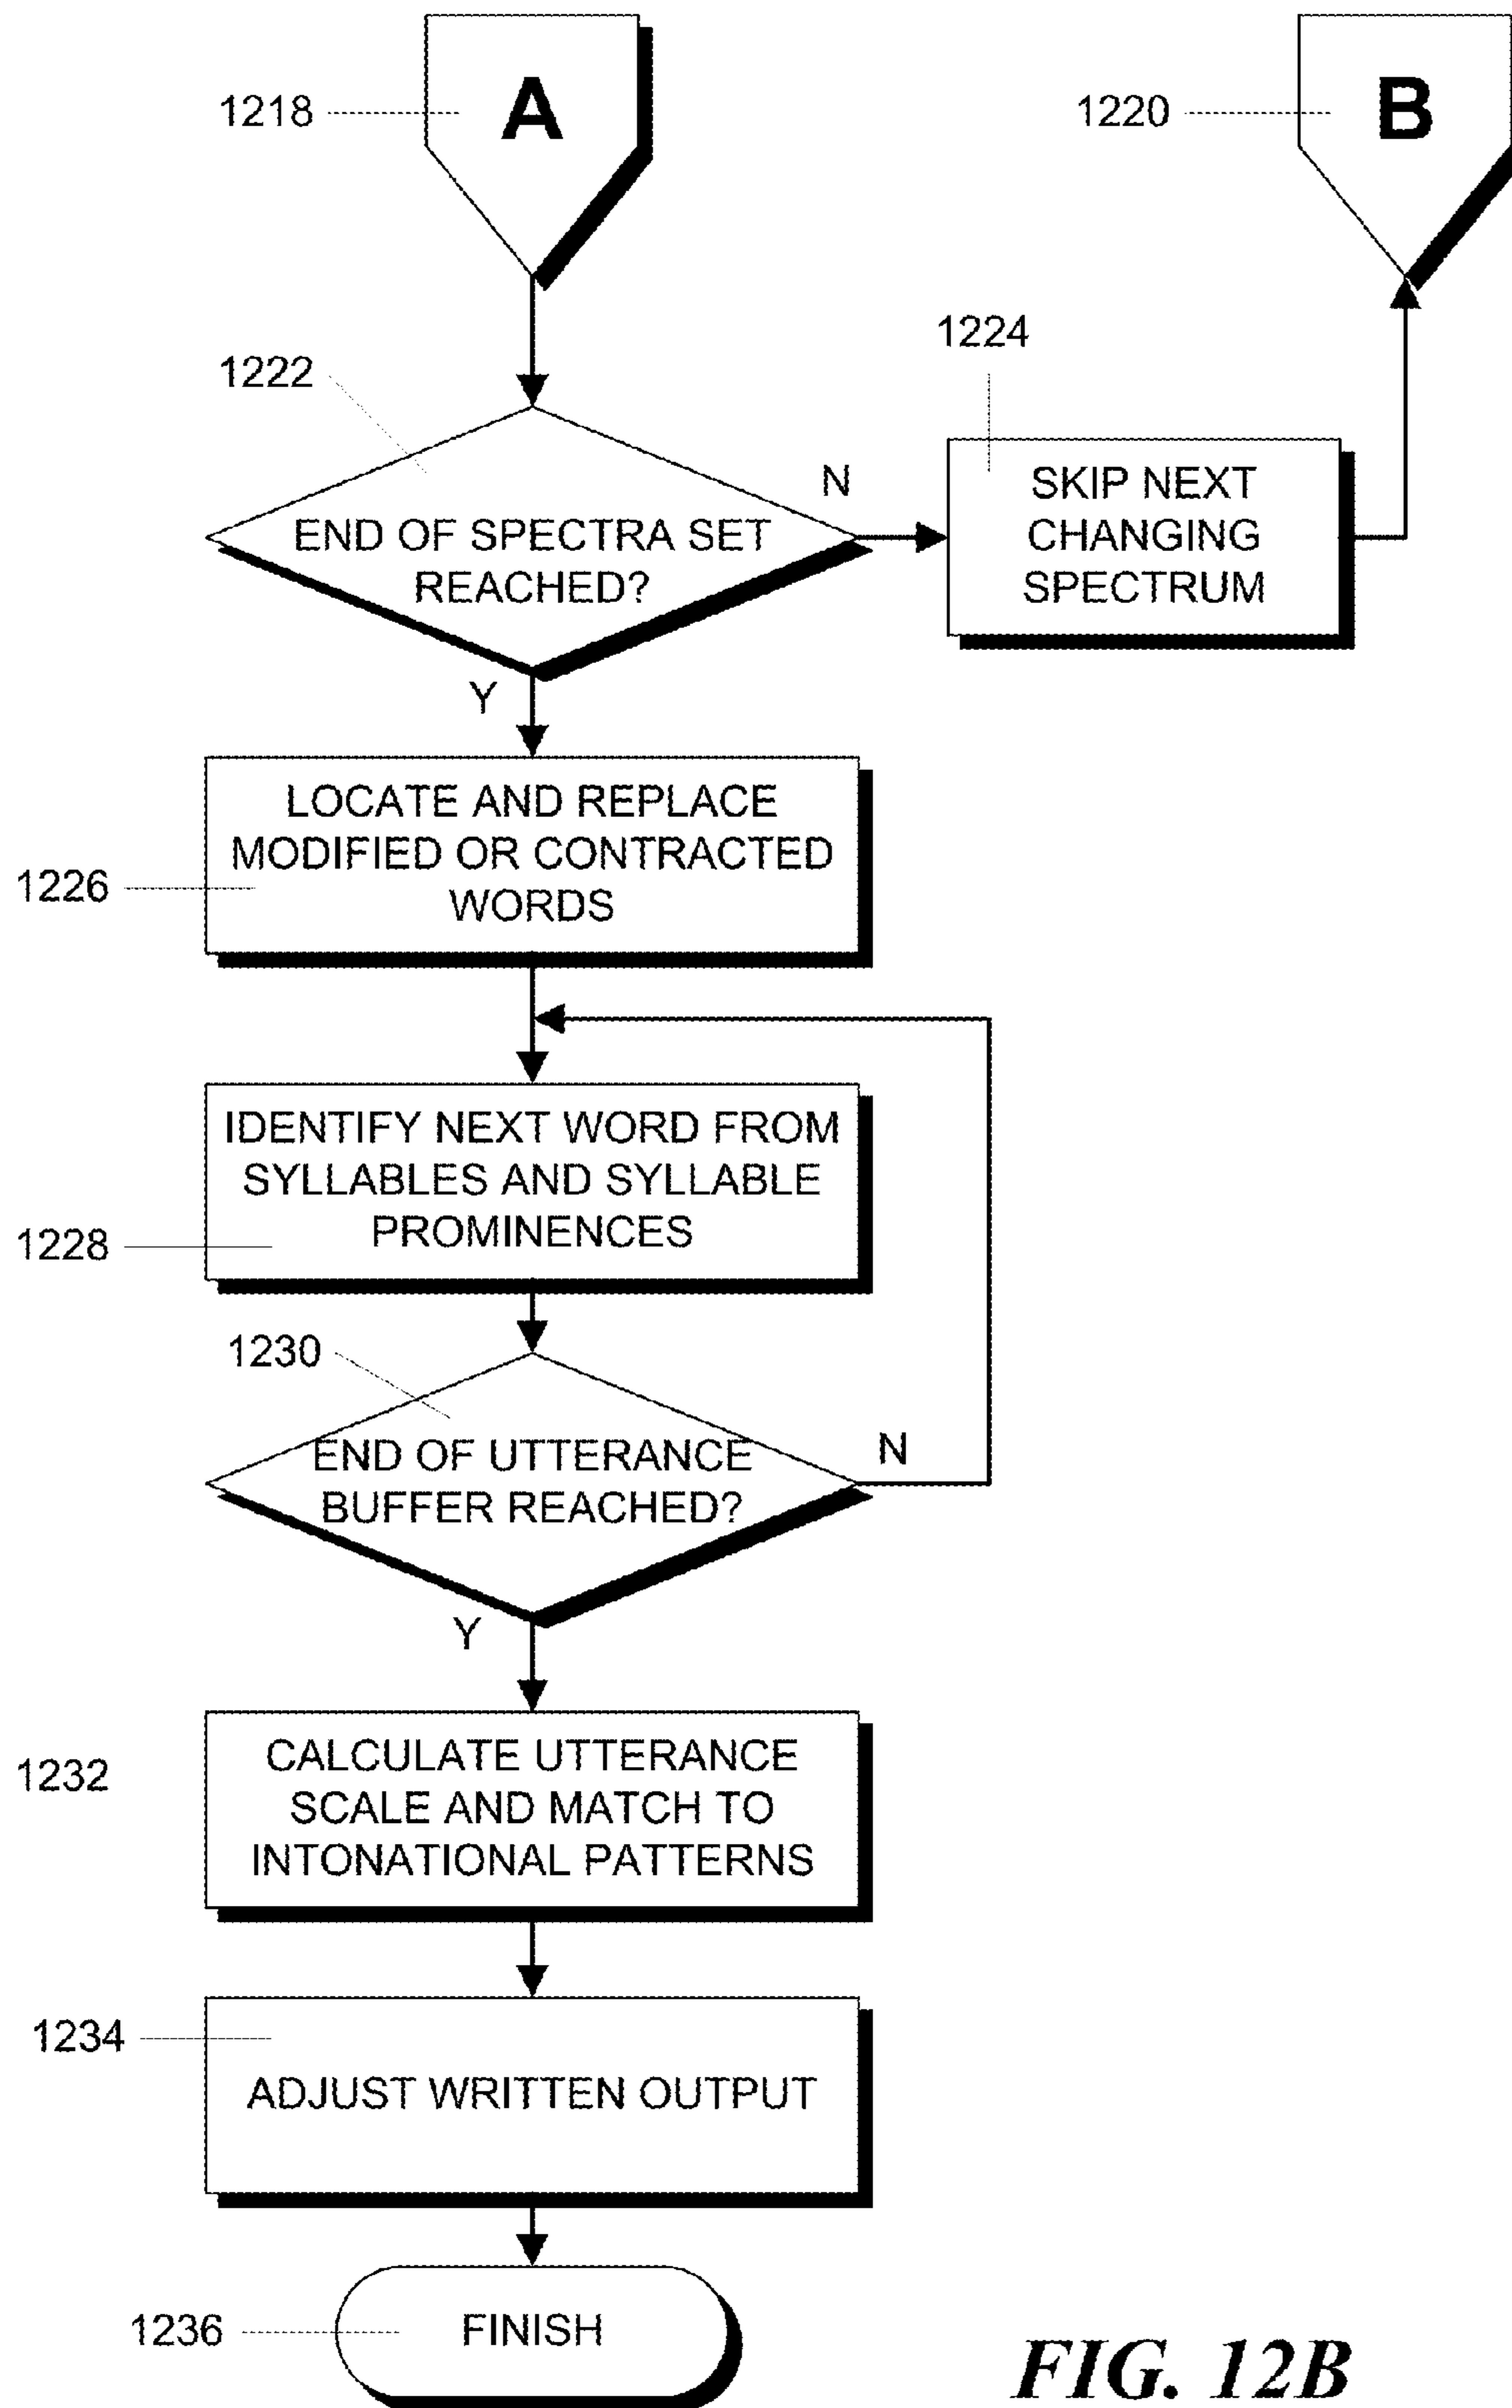 1218
A
1220
B
1222
1224
N
END OF SPECTRA SET
REACHED?
SKIP NEXT
CHANGING
SPECTRUM
Y
1226
LOCATE AND REPLACE
MODIFIED OR CONTRACTED
WORDS
1228
IDENTIFY NEXT WORD FROM
SYLLABLES AND SYLLABLE
PROMINENCES
1230
N
END OF UTTERANCE
BUFFER REACHED?
Y
1232
CALCULATE UTTERANCE
SCALE AND MATCH TO
INTONATIONAL PATTERNS
1234
ADJUST WRITTEN OUTPUT
1236
FINISH
FIG. 12B